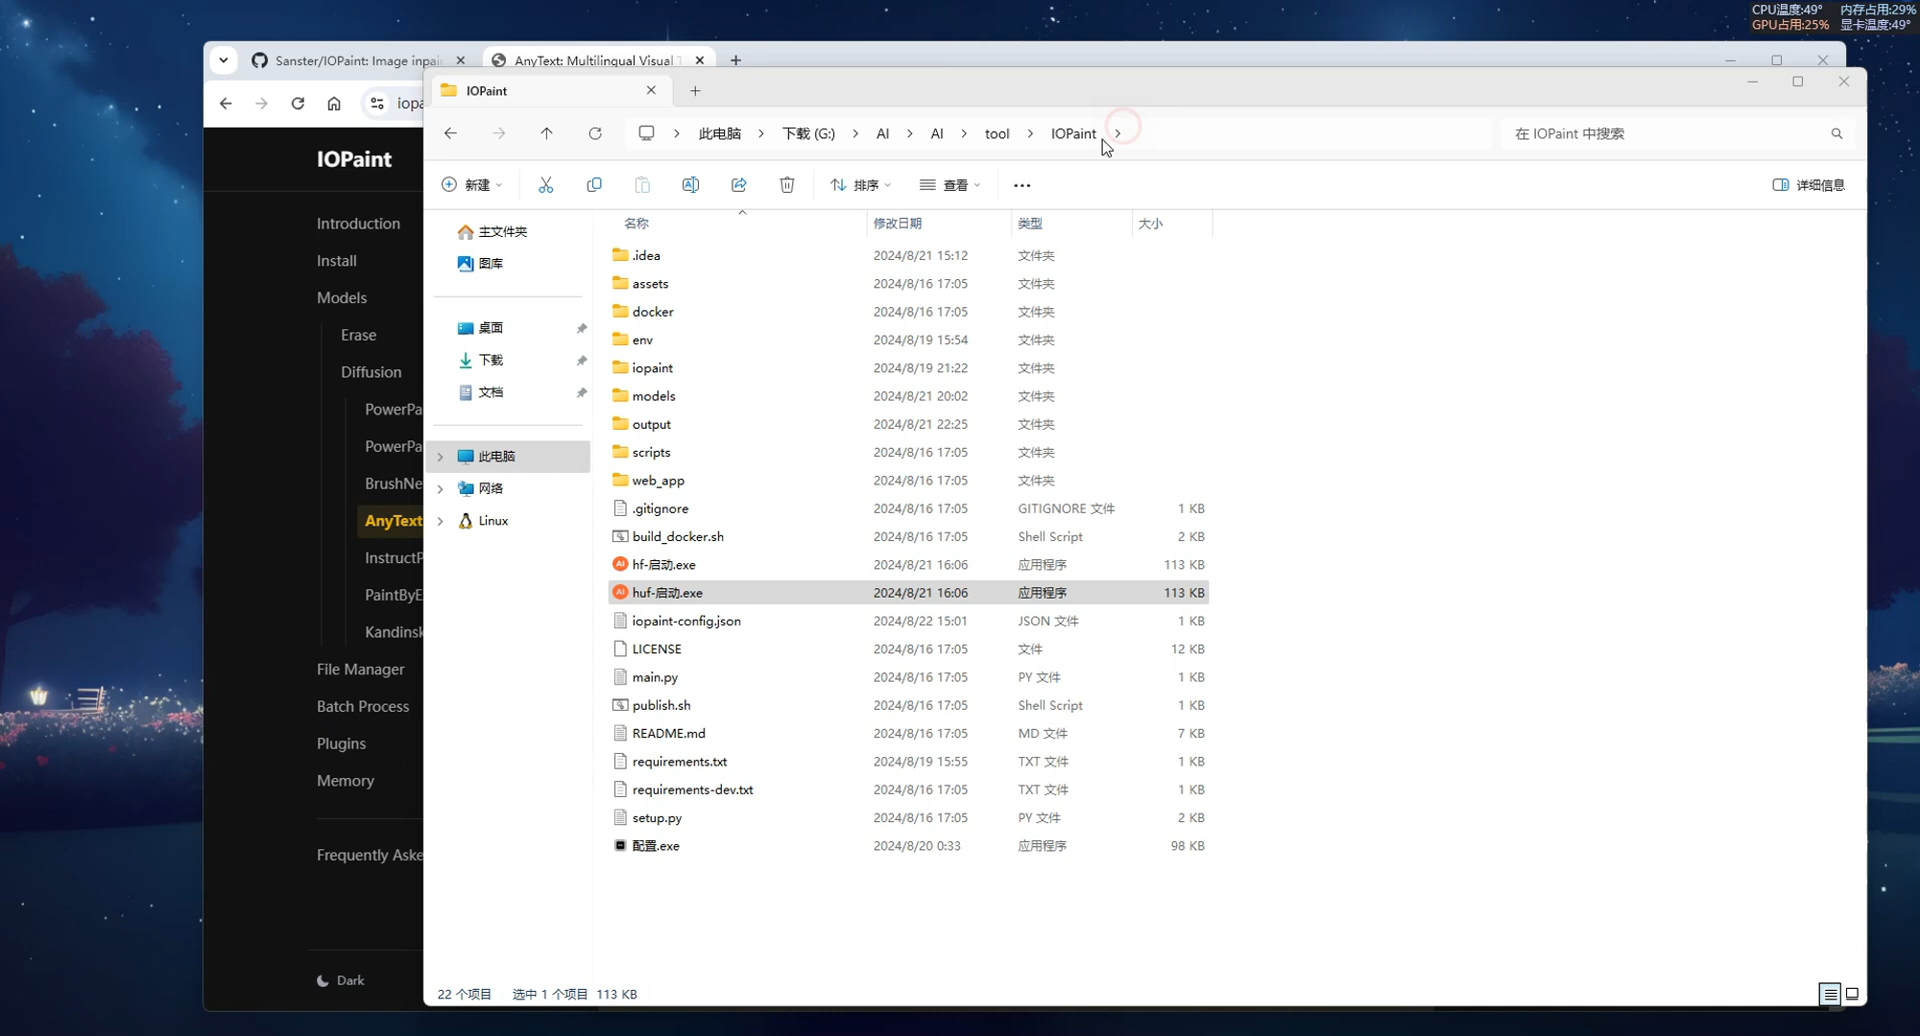 CPU温度:49° 内存占用:29%
GPU占用:25% 显卡温度:49°
Sanster/IOPaint: Image inpai
AnyText: Multilingual Visual T
iopa
IOPaint
Introduction
Install
Models
Erase
Diffusion
PowerPa
PowerPa
BrushNe
AnyText
InstructP
PaintByE
Kandinsk
File Manager
Batch Process
Plugins
Memory
Frequently Aske
Dark
IOPaint
此电脑 > 下载 (G:) > AI > AI > tool > IOPaint >
在 IOPaint 中搜索
新建
排序
查看
详细信息
主文件夹
图库
桌面
下载
文档
此电脑
网络
Linux
名称 修改日期 类型 大小
.idea 2024/8/21 15:12 文件夹
assets 2024/8/16 17:05 文件夹
docker 2024/8/16 17:05 文件夹
env 2024/8/19 15:54 文件夹
iopaint 2024/8/19 21:22 文件夹
models 2024/8/21 20:02 文件夹
output 2024/8/21 22:25 文件夹
scripts 2024/8/16 17:05 文件夹
web_app 2024/8/16 17:05 文件夹
.gitignore 2024/8/16 17:05 GITIGNORE 文件 1 KB
build_docker.sh 2024/8/16 17:05 Shell Script 2 KB
hf-启动.exe 2024/8/21 16:06 应用程序 113 KB
huf-启动.exe 2024/8/21 16:06 应用程序 113 KB
iopaint-config.json 2024/8/22 15:01 JSON 文件 1 KB
LICENSE 2024/8/16 17:05 文件 12 KB
main.py 2024/8/16 17:05 PY 文件 1 KB
publish.sh 2024/8/16 17:05 Shell Script 1 KB
README.md 2024/8/16 17:05 MD 文件 7 KB
requirements.txt 2024/8/19 15:55 TXT 文件 1 KB
requirements-dev.txt 2024/8/16 17:05 TXT 文件 1 KB
setup.py 2024/8/16 17:05 PY 文件 2 KB
配置.exe 2024/8/20 0:33 应用程序 98 KB
22 个项目 选中 1 个项目 113 KB